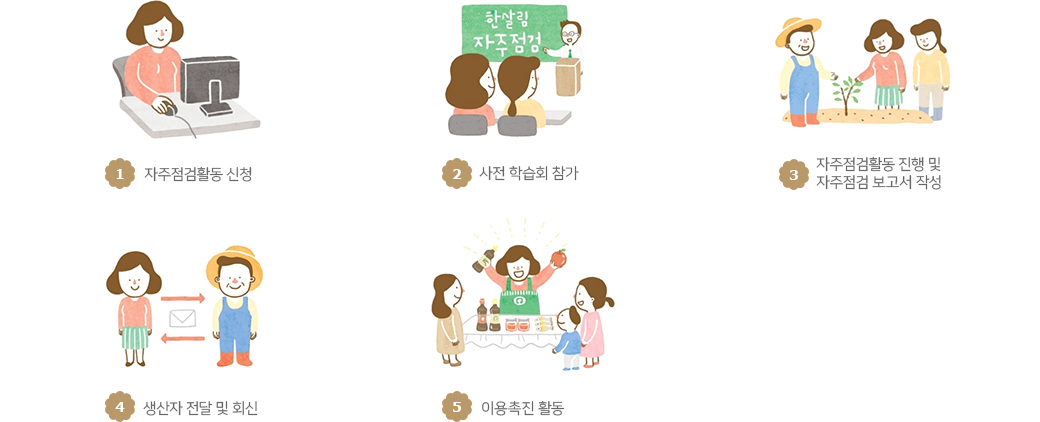 한살림
자주점검
1 자주점검활동 신청
2 사전 학습회 참가
3 자주점검활동 진행 및
자주점검 보고서 작성
4 생산자 전달 및 회신
5 이용촉진 활동